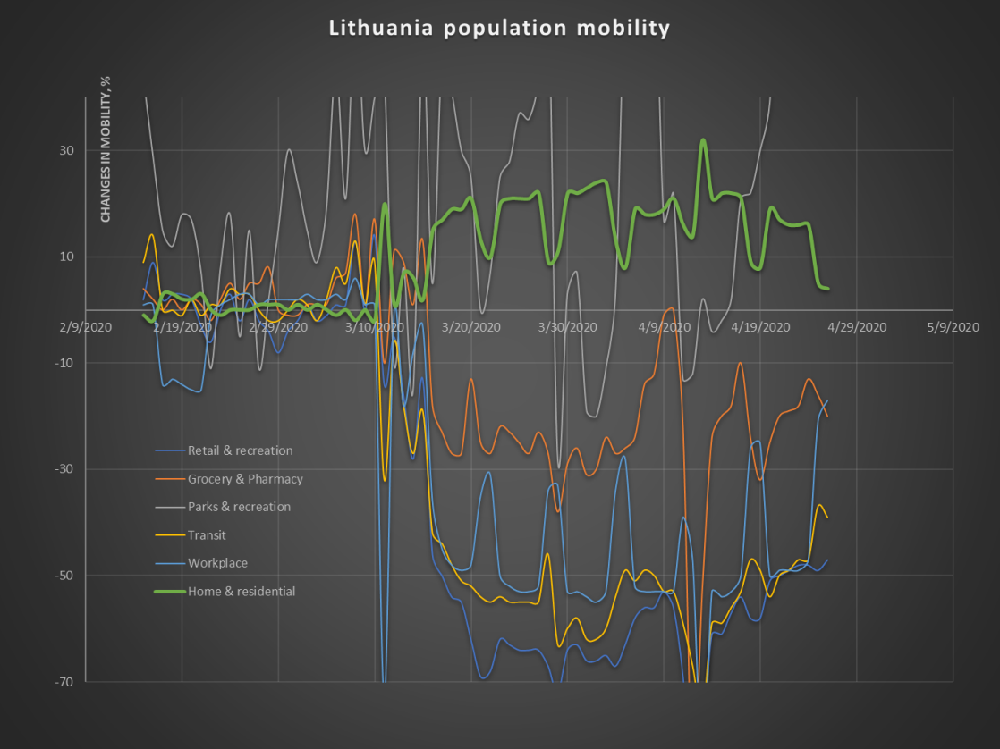 Lithuania population mobility
CHANGES IN MOBILITY, %
30
10
2/9/2020 2/19/2020 2/29/2020 3/10/2020 3/20/2020 3/30/2020 4/9/2020 4/19/2020 4/29/2020 5/9/2020
-10
-30
-50
-70
Retail & recreation
Grocery & Pharmacy
Parks & recreation
Transit
Workplace
Home & residential